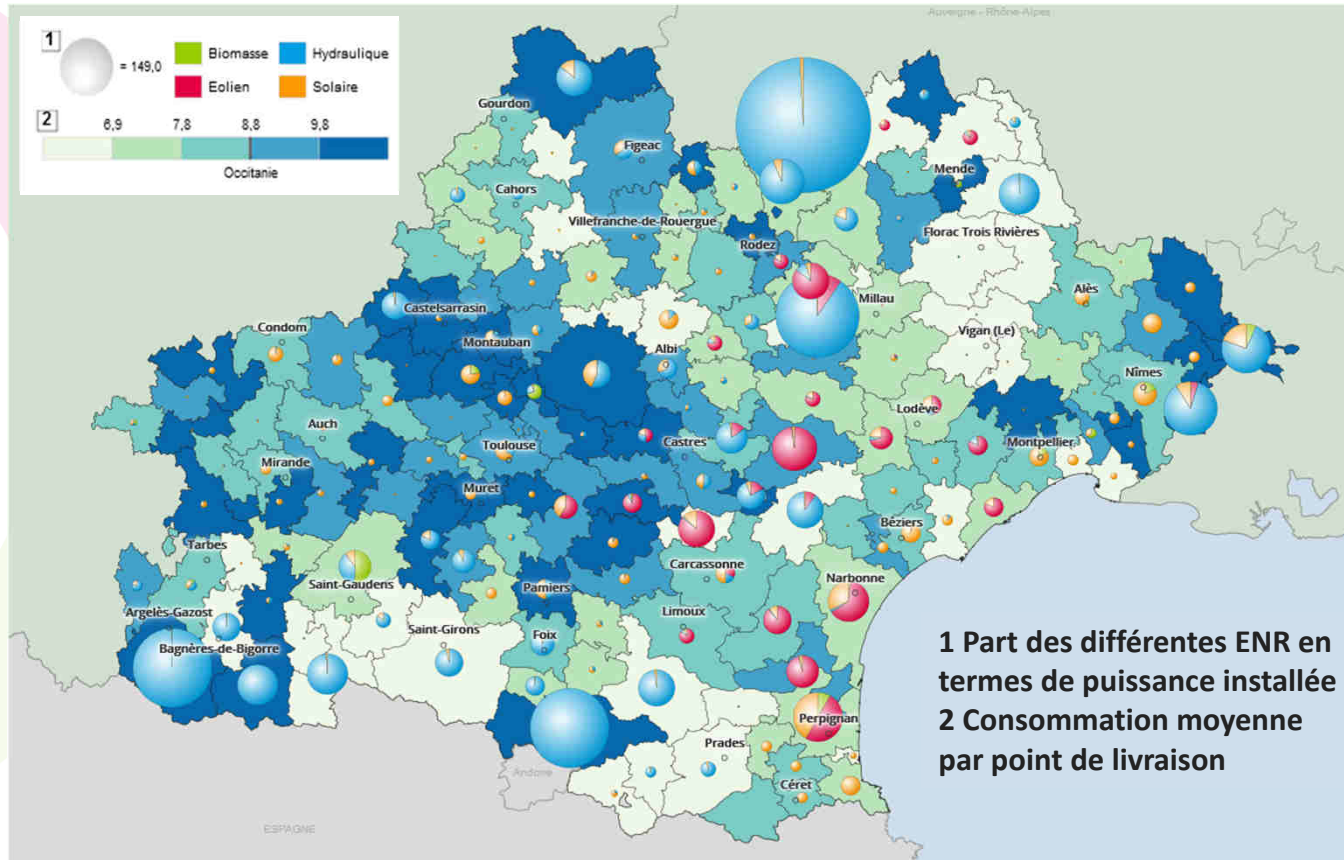 Auvergne - Rhône-Alpes
1
= 149,0
Biomasse
Hydraulique
Eolien
Solaire
2
6,9 7,8 8,8 9,8
Occitanie
Gourdon
Figeac
Mende
Cahors
Villefranche-de-Rouergue
Rodez
Florac Trois Rivières
Castelsarrasin
Millau
Alès
Condom
Montauban
Albi
Vigan (Le)
Nîmes
Auch
Lodève
Toulouse
Castres
Montpellier
Mirande
Muret
Béziers
Tarbes
Saint-Gaudens
Pamiers
Carcassonne
Narbonne
Argelès-Gazost
Limoux
Saint-Girons
Foix
Bagnères-de-Bigorre
Perpignan
Prades
Andorre
Céret
ESPAGNE
1 Part des différentes ENR en
termes de puissance installée
2 Consommation moyenne
par point de livraison